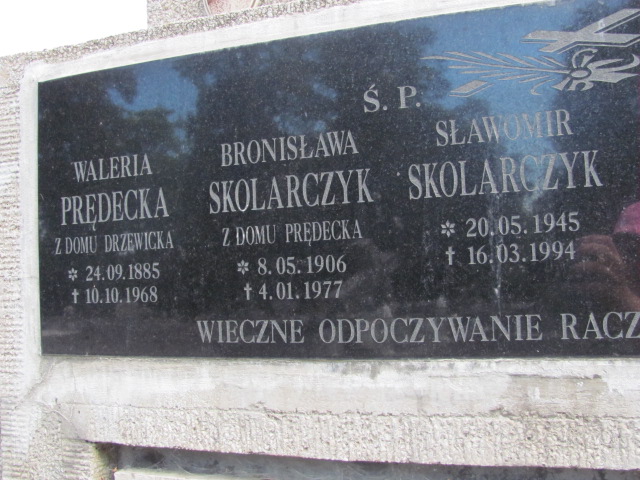 Ś. P.
WALERIA
PRĘDECKA
Z DOMU DRZEWICKA
✲ 24.09.1885
† 10.10.1968
BRONISŁAWA
SKOLARCZYK
Z DOMU PRĘDECKA
✲ 8.05.1906
† 4.01.1977
SŁAWOMIR
SKOLARCZYK
✲ 20.05.1945
† 16.03.1994
WIECZNE ODPOCZYWANIE RACZ